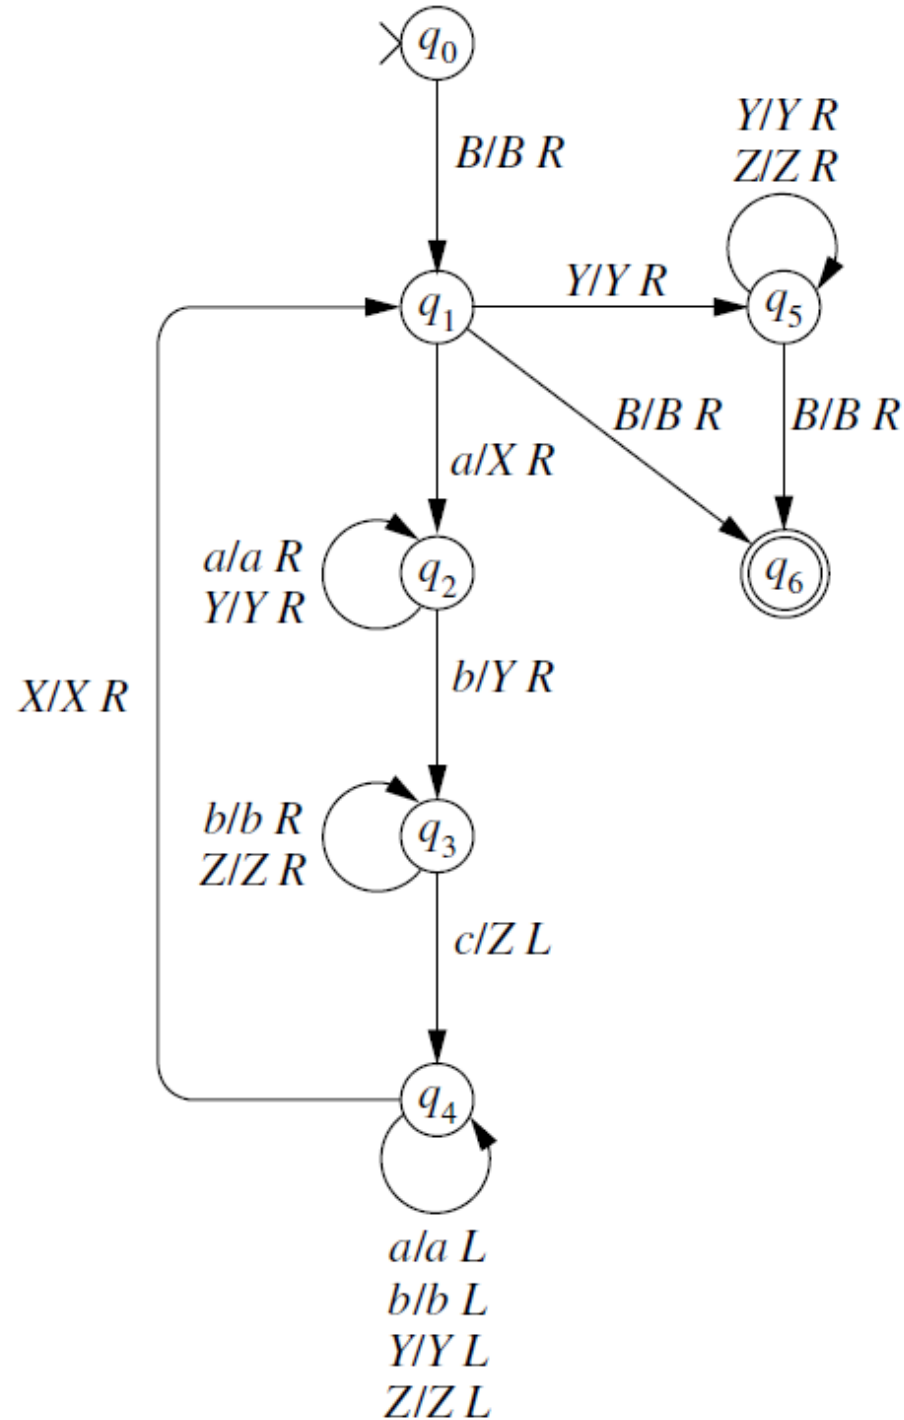 q0
B/B R
Y/Y R
Z/Z R
q1
Y/Y R
q5
B/B R
B/B R
a/X R
a/a R
Y/Y R
q2
q6
X/X R
b/Y R
b/b R
Z/Z R
q3
c/Z L
q4
a/a L
b/b L
Y/Y L
Z/Z L